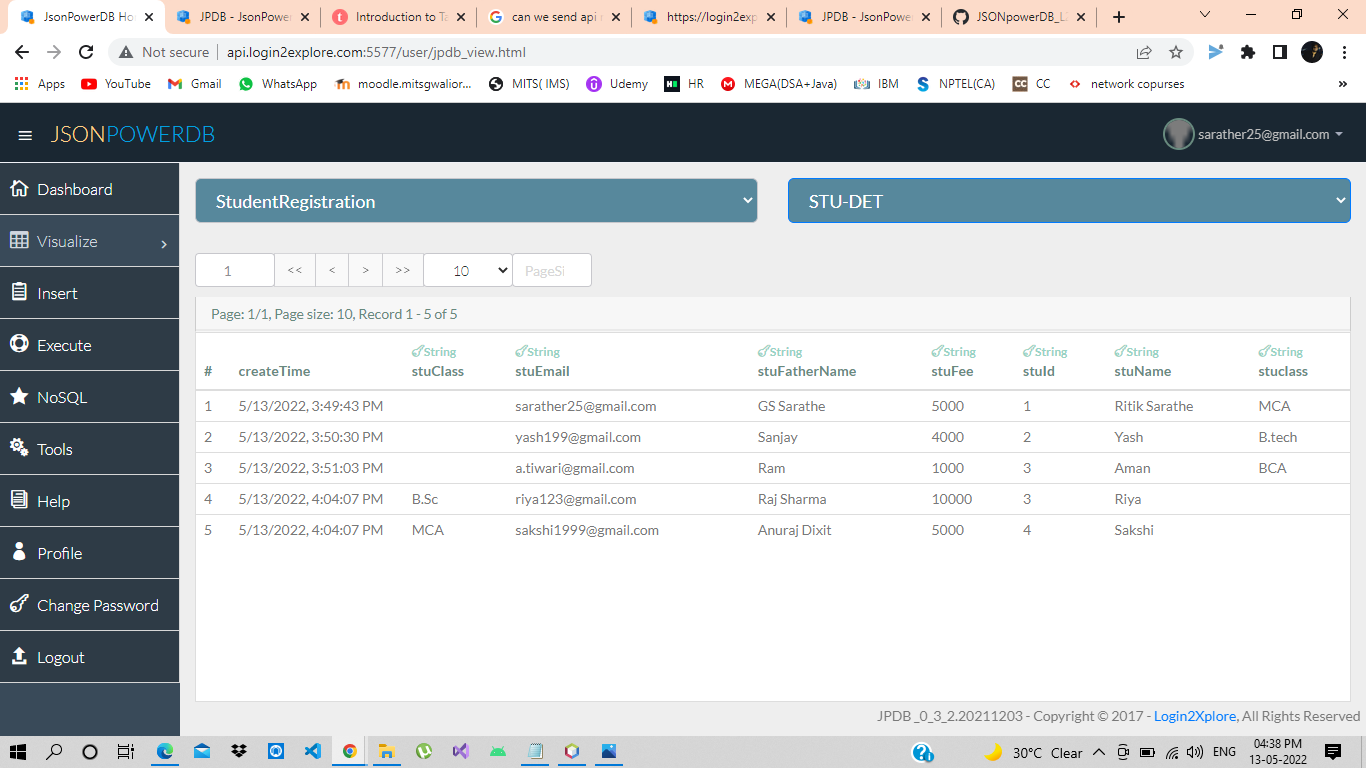 JsonPowerDB Ho
JPDB - JsonPower
Introduction to Ta
can we send api r
https://login2exp
JPDB - JsonPower
JSONpowerDB_L
Not secure | api.login2explore.com:5577/user/jpdb_view.html
Apps YouTube Gmail WhatsApp moodle.mitsgwalior... MITS( IMS) Udemy HR MEGA(DSA+Java) IBM NPTEL(CA) CC network copurses »
JSONPOWERDB
sarather25@gmail.com
Dashboard
Visualize
Insert
Execute
NoSQL
Tools
Help
Profile
Change Password
Logout
StudentRegistration STU-DET
1 << < > >> 10 PageSi
Page: 1/1, Page size: 10, Record 1 - 5 of 5
String String String String String String String
# createTime stuClass stuEmail stuFatherName stuFee stuId stuName stuclass
1 5/13/2022, 3:49:43 PM sarather25@gmail.com GS Sarathe 5000 1 Ritik Sarathe MCA
2 5/13/2022, 3:50:30 PM yash199@gmail.com Sanjay 4000 2 Yash B.tech
3 5/13/2022, 3:51:03 PM a.tiwari@gmail.com Ram 1000 3 Aman BCA
4 5/13/2022, 4:04:07 PM B.Sc riya123@gmail.com Raj Sharma 10000 3 Riya
5 5/13/2022, 4:04:07 PM MCA sakshi1999@gmail.com Anuraj Dixit 5000 4 Sakshi
JPDB _0_3_2.20211203 - Copyright © 2017 - Login2Xplore, All Rights Reserved
30°C Clear ENG 04:38 PM
13-05-2022